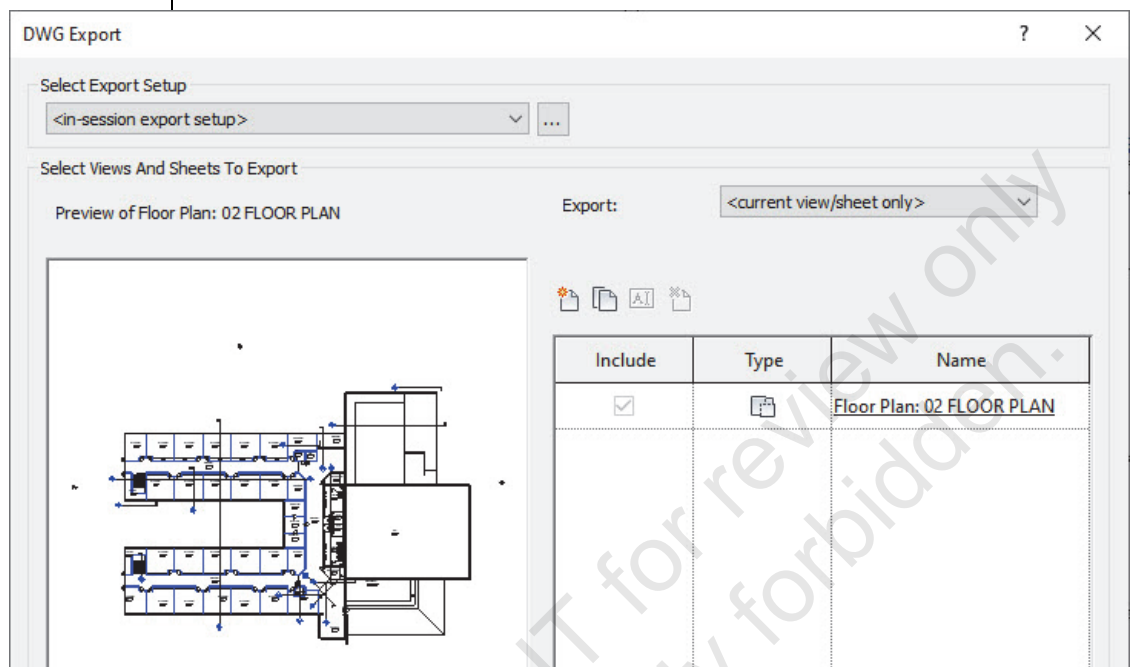 DWG Export
?
Select Export Setup
<in-session export setup>
...
Select Views And Sheets To Export
Preview of Floor Plan: 02 FLOOR PLAN
Export:
<current view/sheet only>
AI
Include
Type
Name
Floor Plan: 02 FLOOR PLAN
IT for review only
forbidden.